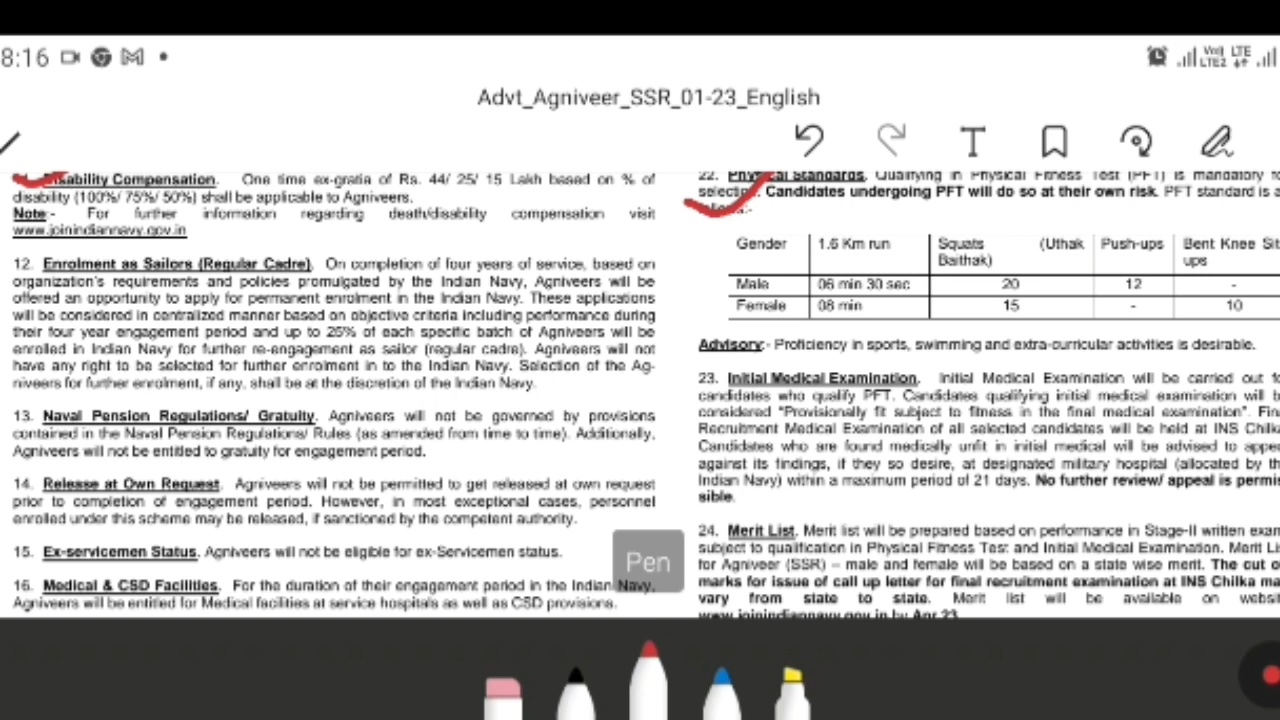 8:16
Vo)) LTE
LTE2
Advt_Agniveer_SSR_01-23_English
Disability Compensation. One time ex-gratia of Rs. 44/ 25/ 15 Lakh based on % of
disability (100%/ 75%/ 50%) shall be applicable to Agniveers.
Note:- For further information regarding death/disability compensation visit
www.joinindiannavy.gov.in
12. Enrolment as Sailors (Regular Cadre). On completion of four years of service, based on
organization's requirements and policies promulgated by the Indian Navy, Agniveers will be
offered an opportunity to apply for permanent enrolment in the Indian Navy. These applications
will be considered in centralized manner based on objective criteria including performance during
their four year engagement period and up to 25% of each specific batch of Agniveers will be
enrolled in Indian Navy for further re-engagement as sailor (regular cadre). Agniveers will not
have any right to be selected for further enrolment in to the Indian Navy. Selection of the Ag-
niveers for further enrolment, if any, shall be at the discretion of the Indian Navy.
13. Naval Pension Regulations/ Gratuity. Agniveers will not be governed by provisions
contained in the Naval Pension Regulations/ Rules (as amended from time to time). Additionally,
Agniveers will not be entitled to gratuity for engagement period.
14. Release at Own Request. Agniveers will not be permitted to get released at own request
prior to completion of engagement period. However, in most exceptional cases, personnel
enrolled under this scheme may be released, if sanctioned by the competent authority.
15. Ex-servicemen Status. Agniveers will not be eligible for ex-Servicemen status.
16. Medical & CSD Facilities. For the duration of their engagement period in the Indian Navy,
Agniveers will be entitled for Medical facilities at service hospitals as well as CSD provisions.
22. Physical Standards. Qualifying in Physical Fitness Test (PFT) is mandatory fo
selection. Candidates undergoing PFT will do so at their own risk. PFT standard is a
Gender 1.6 Km run Squats (Uthak Push-ups Bent Knee Sit
Baithak) ups
Male 06 min 30 sec 20 12 -
Female 08 min 15 - 10
Advisory:- Proficiency in sports, swimming and extra-curricular activities is desirable.
23. Initial Medical Examination. Initial Medical Examination will be carried out fo
candidates who qualify PFT. Candidates qualifying initial medical examination will b
considered "Provisionally fit subject to fitness in the final medical examination". Fin
Recruitment Medical Examination of all selected candidates will be held at INS Chilka
Candidates who are found medically unfit in initial medical will be advised to appe
against its findings, if they so desire, at designated military hospital (allocated by th
Indian Navy) within a maximum period of 21 days. No further review/ appeal is permis
sible.
24. Merit List. Merit list will be prepared based on performance in Stage-II written exam
subject to qualification in Physical Fitness Test and Initial Medical Examination. Merit Li
for Agniveer (SSR) – male and female will be based on a state wise merit. The cut o
marks for issue of call up letter for final recruitment examination at INS Chilka ma
vary from state to state. Merit list will be available on websit
www.joinindiannavy.gov.in by Apr 23
Pen